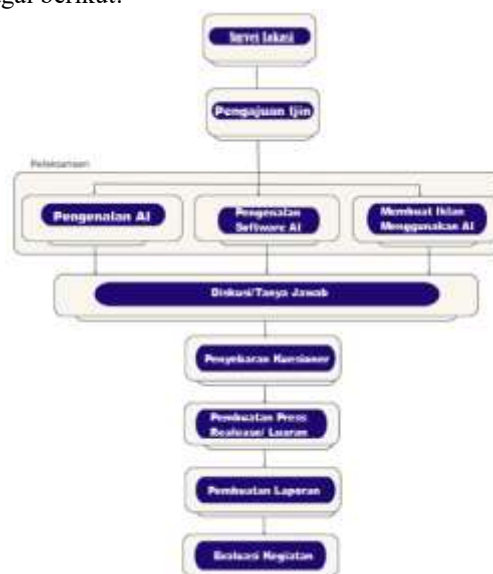 agai berikut:
Survei Lokasi
Pengajuan Ijin
Pelaksanaan
Pengenalan AI
Pengenalan
Software AI
Membuat Iklan
Menggunakan AI
Diskusi/Tanya Jawab
Penyebaran Kuesioner
Pembuatan Press
Realease/ Luaran
Pembuatan Laporan
Evaluasi Kegiatan